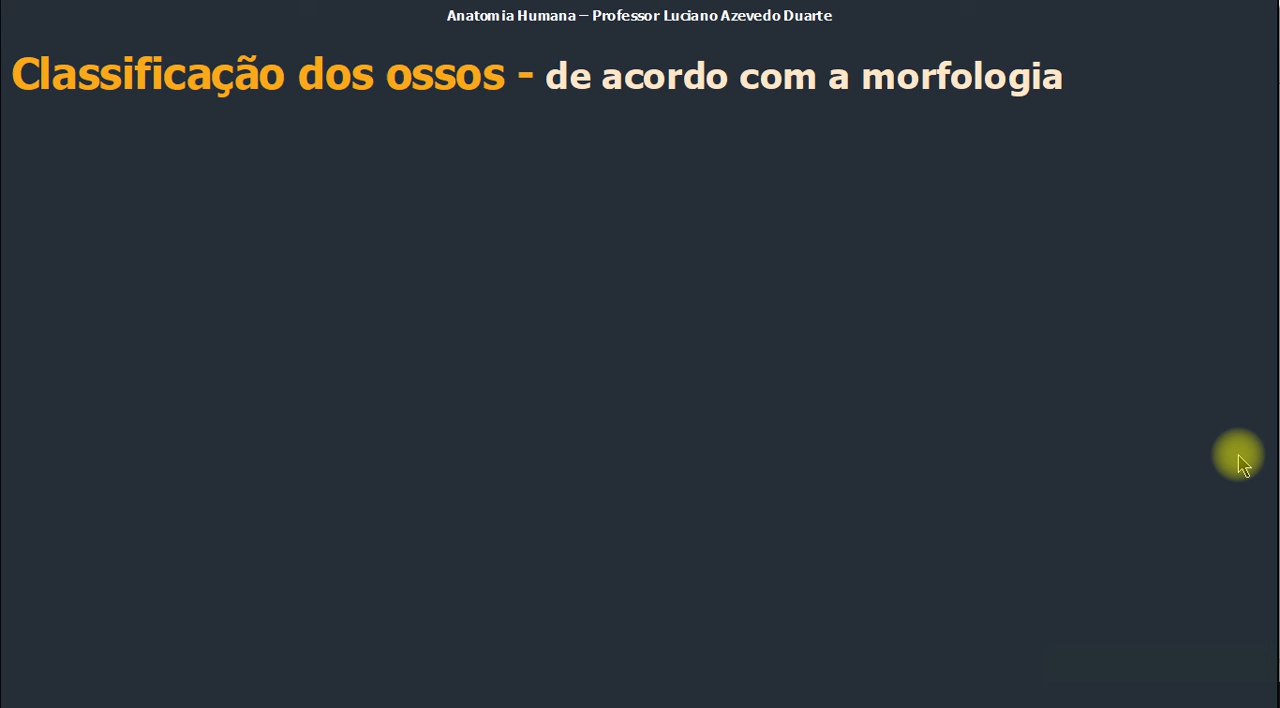 Anatomia Humana – Professor Luciano Azevedo Duarte
Classificação dos ossos - de acordo com a morfologia